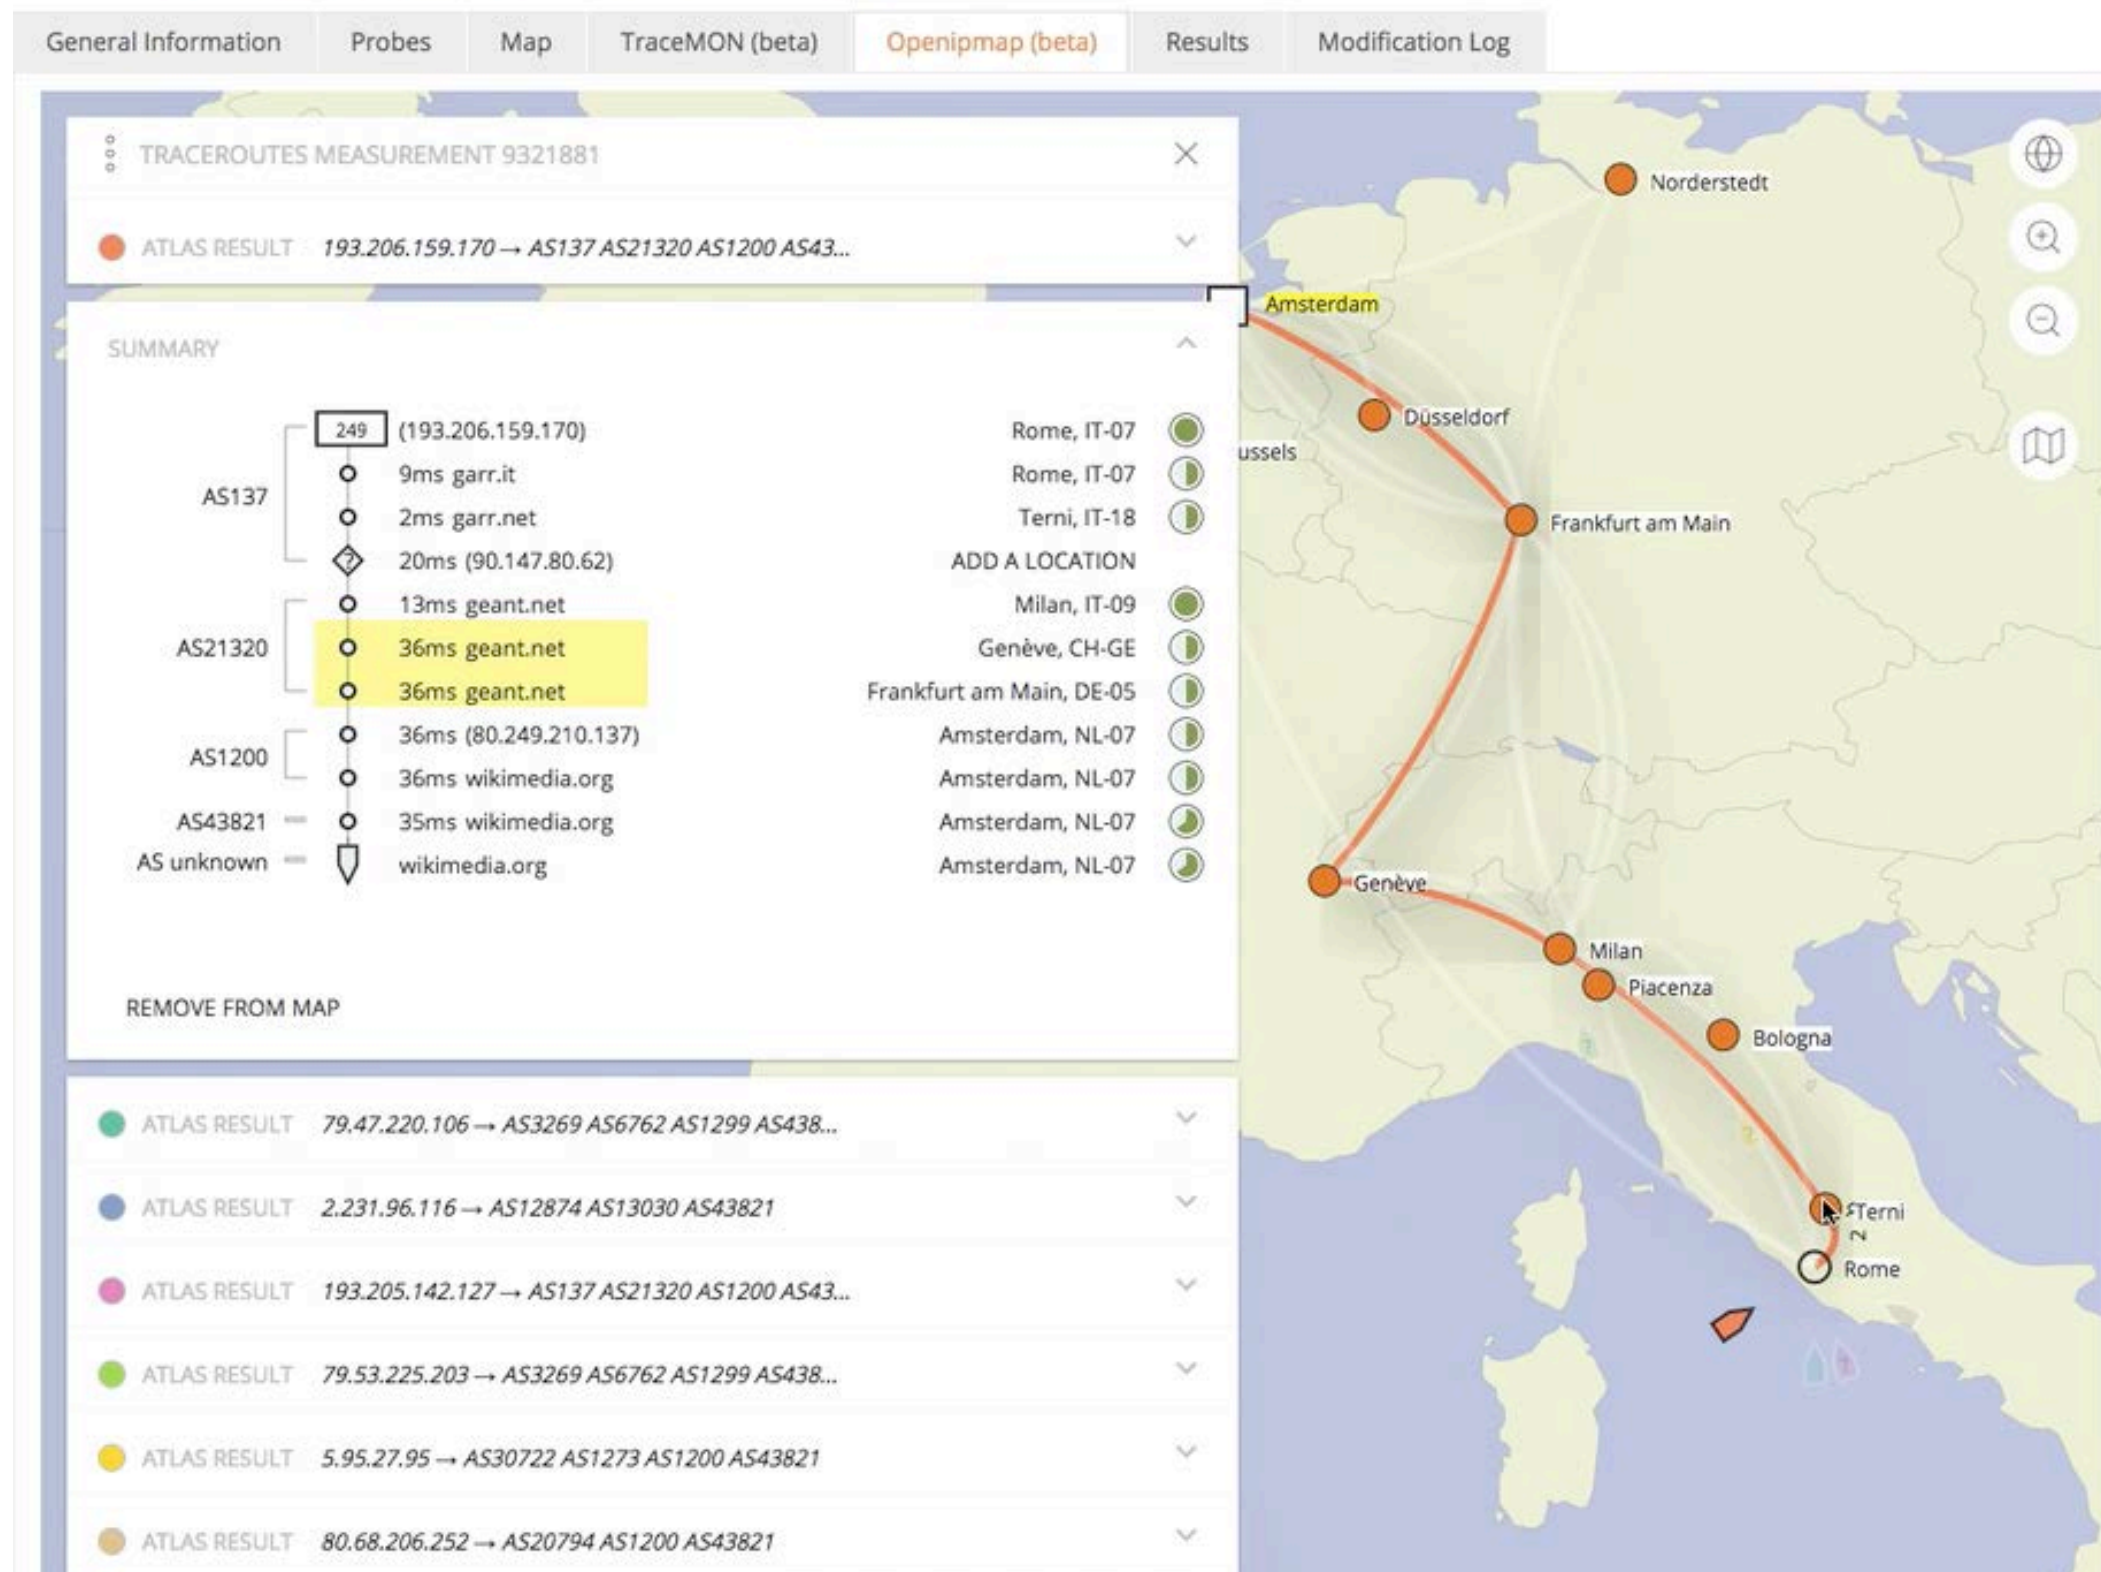 General Information Probes Map TraceMON (beta) Openipmap (beta) Results Modification Log
TRACEROUTES MEASUREMENT 9321881
ATLAS RESULT 193.206.159.170 → AS137 AS21320 AS1200 AS43...
SUMMARY
249 (193.206.159.170) Rome, IT-07
9ms garr.it Rome, IT-07
AS137
2ms garr.net Terni, IT-18
? 20ms (90.147.80.62) ADD A LOCATION
13ms geant.net Milan, IT-09
AS21320 36ms geant.net Genève, CH-GE
36ms geant.net Frankfurt am Main, DE-05
36ms (80.249.210.137) Amsterdam, NL-07
AS1200
36ms wikimedia.org Amsterdam, NL-07
AS43821 35ms wikimedia.org Amsterdam, NL-07
AS unknown wikimedia.org Amsterdam, NL-07
REMOVE FROM MAP
ATLAS RESULT 79.47.220.106 → AS3269 AS6762 AS1299 AS438...
ATLAS RESULT 2.231.96.116 → AS12874 AS13030 AS43821
ATLAS RESULT 193.205.142.127 → AS137 AS21320 AS1200 AS43...
ATLAS RESULT 79.53.225.203 → AS3269 AS6762 AS1299 AS438...
ATLAS RESULT 5.95.27.95 → AS30722 AS1273 AS1200 AS43821
ATLAS RESULT 80.68.206.252 → AS20794 AS1200 AS43821
Norderstedt
Amsterdam
Düsseldorf
ussels
Frankfurt am Main
Genève
Milan
Piacenza
Bologna
Terni
2
Rome